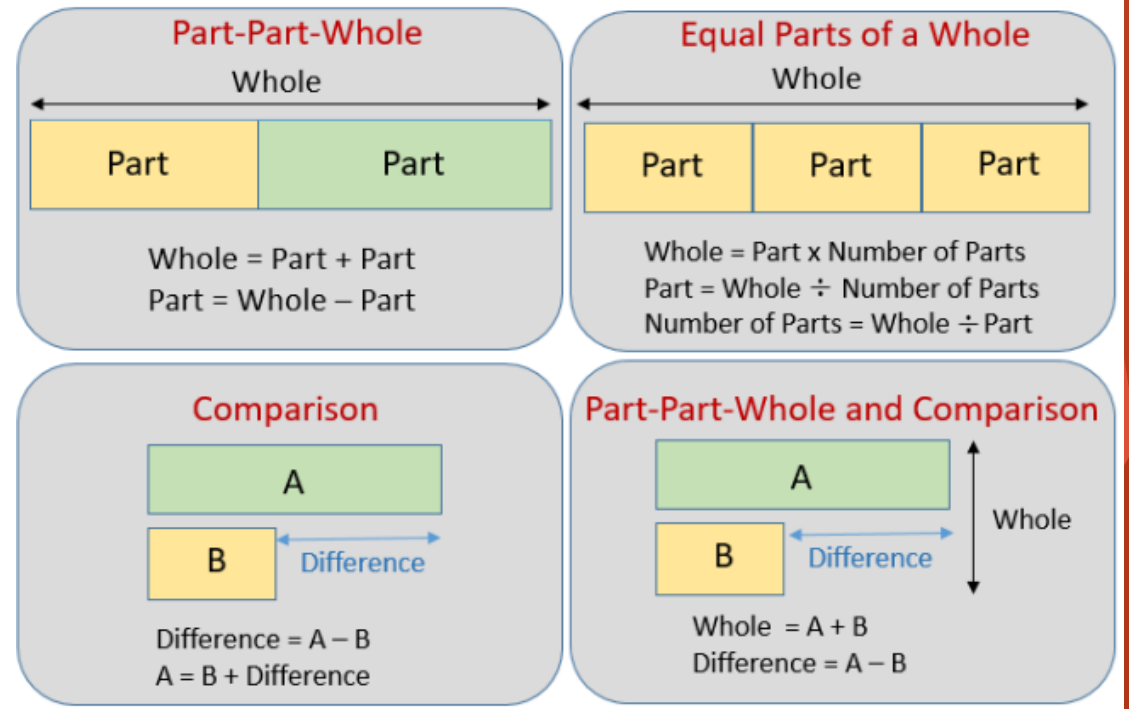 Part-Part-Whole
Whole
Part Part
Whole = Part + Part
Part = Whole – Part
Equal Parts of a Whole
Whole
Part Part Part
Whole = Part x Number of Parts
Part = Whole ÷ Number of Parts
Number of Parts = Whole ÷ Part
Comparison
A
B
Difference
Difference = A – B
A = B + Difference
Part-Part-Whole and Comparison
A
Whole
B
Difference
Whole = A + B
Difference = A – B